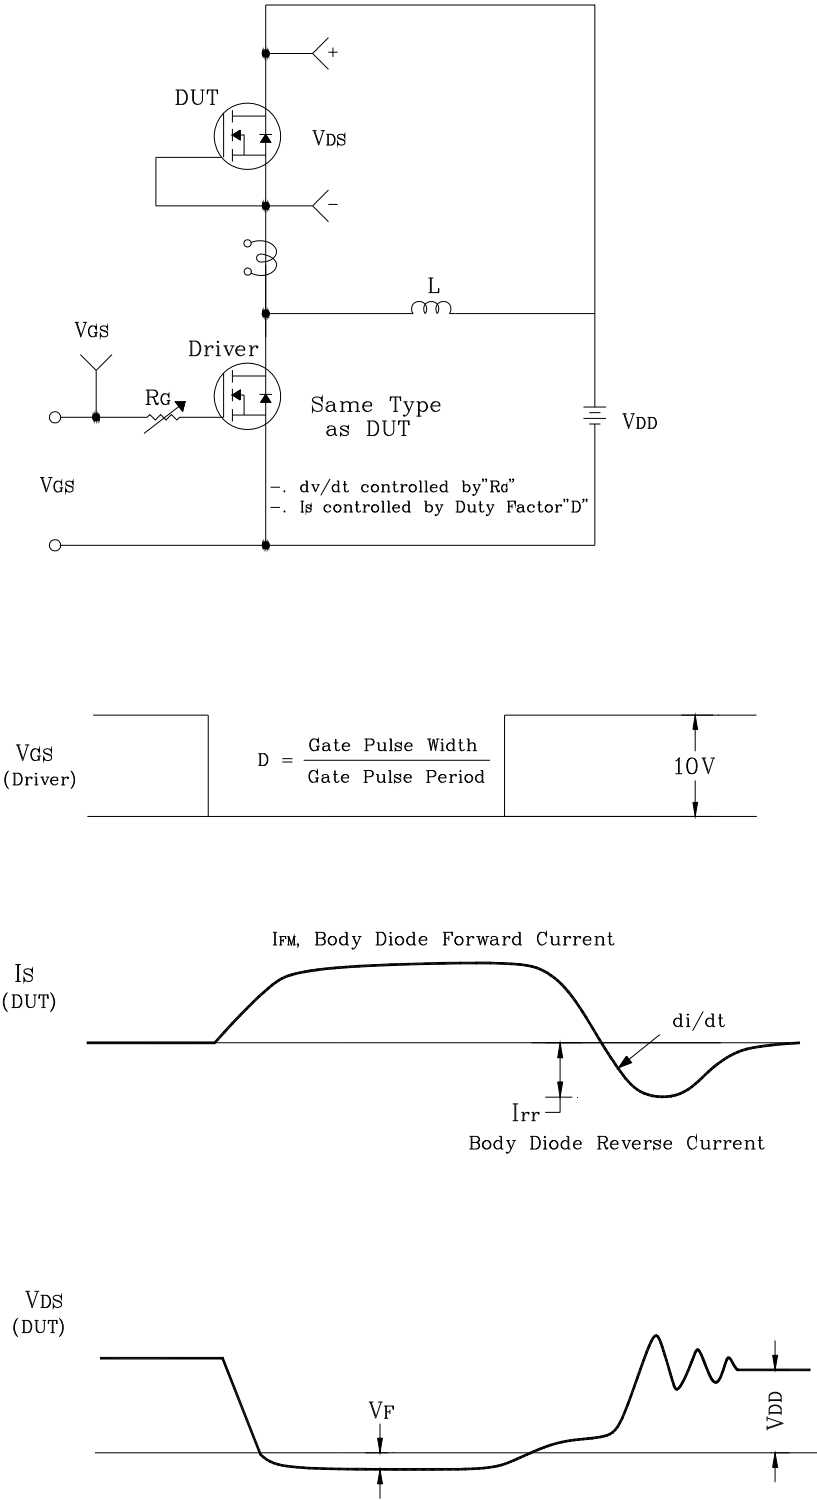 +
DUT
VDS
−
L
VGS
Driver
RG
Same Type
as DUT
VDD
VGS
−. dv/dt controlled by"RG"
−. Is controlled by Duty Factor"D"
VGS
(Driver)
D = Gate Pulse Width
Gate Pulse Period
10V
IFM, Body Diode Forward Current
IS
(DUT)
di/dt
Irr
Body Diode Reverse Current
VDS
(DUT)
VF
VDD